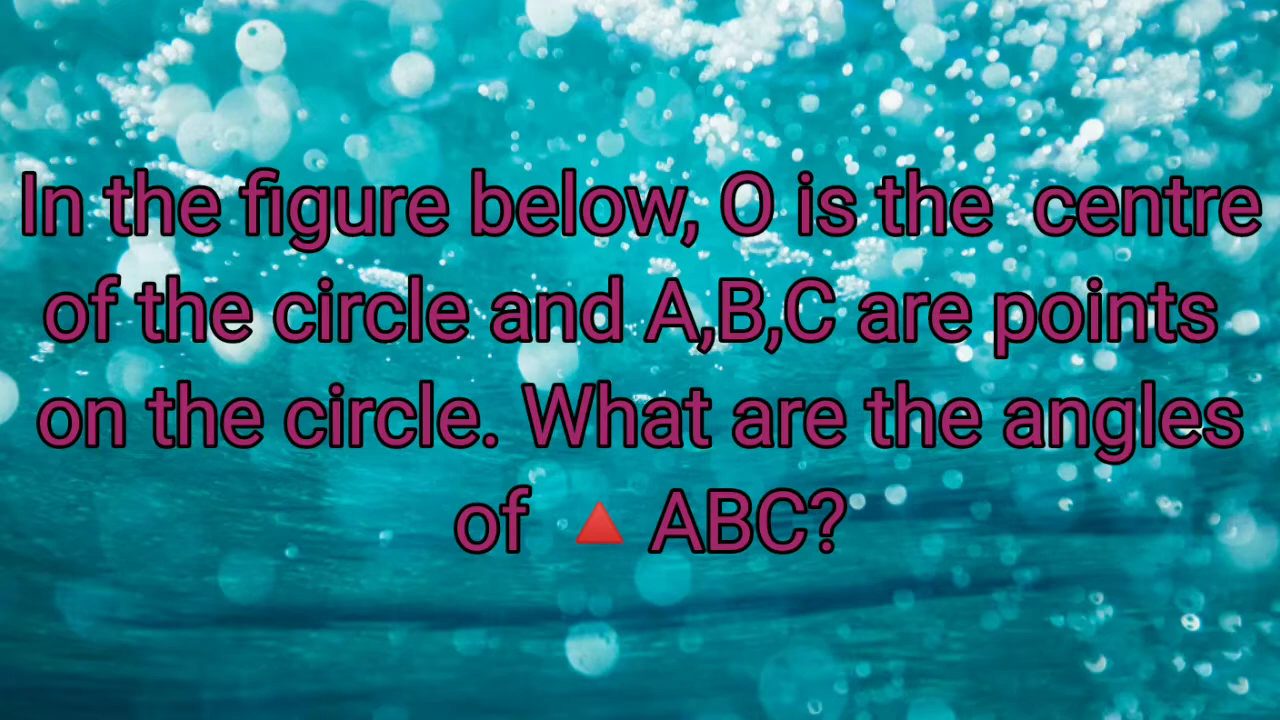 In the figure below, O is the centre
of the circle and A,B,C are points
on the circle. What are the angles
of 🔺ABC?